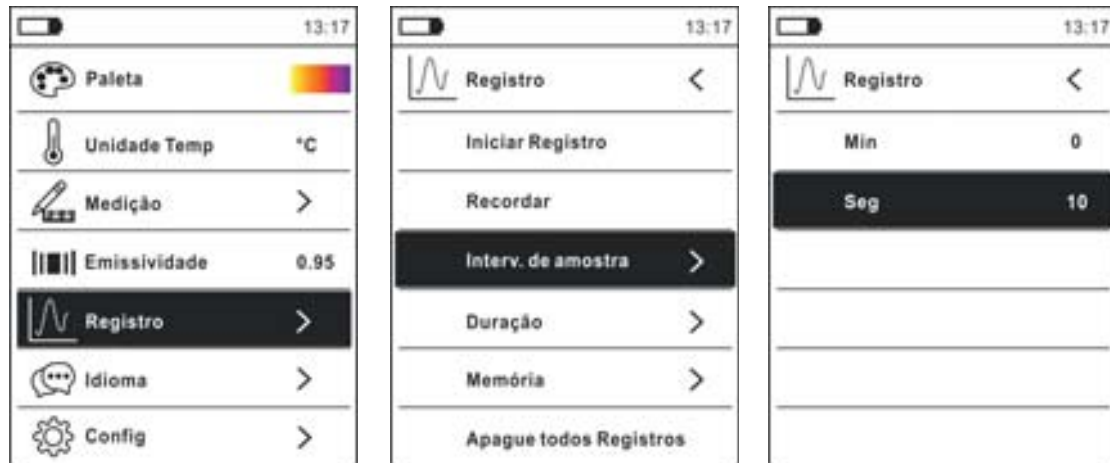 13:17
Paleta
Unidade Temp °C
Medição >
Emissividade 0.95
Registro >
Idioma >
Config >
13:17
Registro <
Iniciar Registro
Recordar
Interv. de amostra >
Duração >
Memória >
Apague todos Registros
13:17
Registro <
Min 0
Seg 10